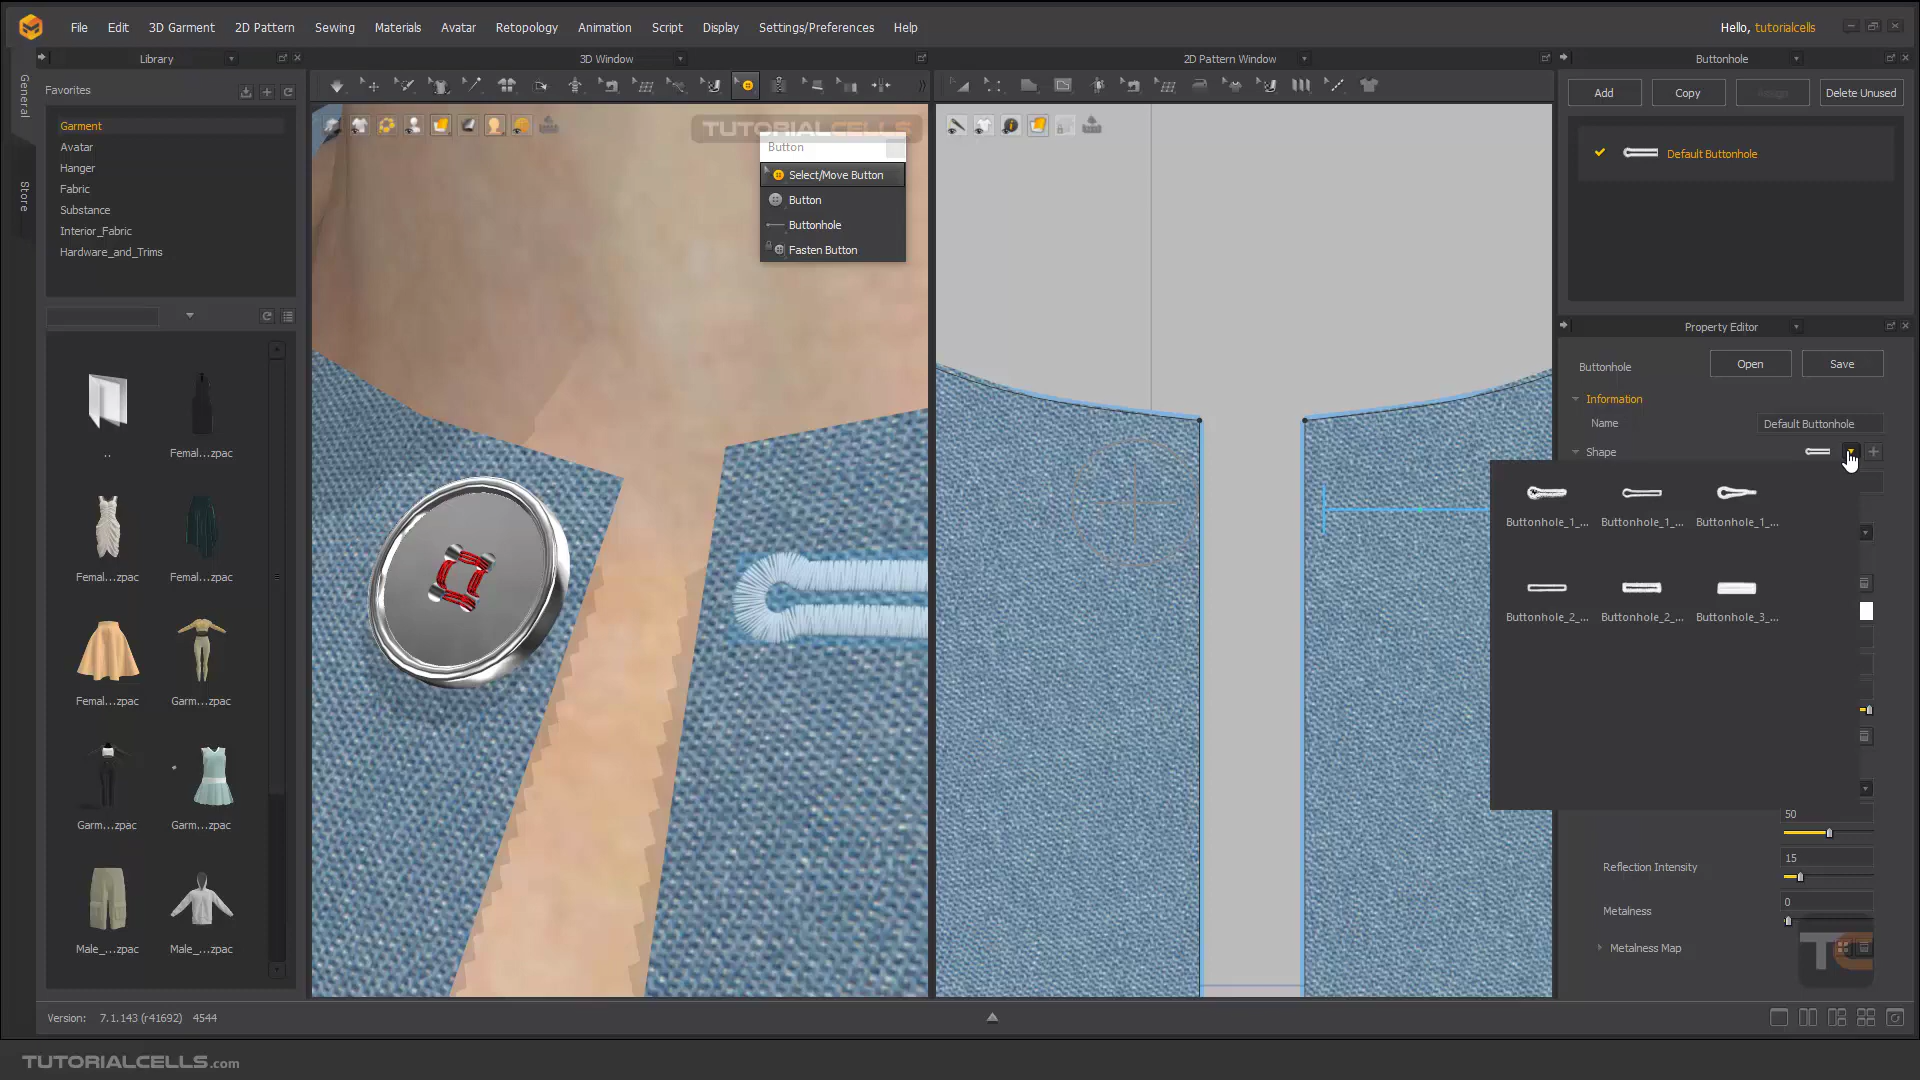 File Edit 3D Garment 2D Pattern Sewing Materials Avatar Retopology Animation Script Display Settings/Preferences Help
Hello, tutorialcells
Library
3D Window
2D Pattern Window
Buttonhole
General
Store
Favorites
Garment
Avatar
Hanger
Fabric
Substance
Interior_Fabric
Hardware_and_Trims
..
Femal...zpac
Femal...zpac
Femal...zpac
Femal...zpac
Garm...zpac
Garm...zpac
Garm...zpac
Male_...zpac
Male_...zpac
TUTORIALCELLS
Button
Select/Move Button
Button
Buttonhole
Fasten Button
Add Copy Delete Unused
Default Buttonhole
Property Editor
Buttonhole Open Save
Information
Name Default Buttonhole
Shape
Buttonhole_1_... Buttonhole_1_... Buttonhole_1_...
Buttonhole_2_... Buttonhole_2_... Buttonhole_3_...
50
Reflection Intensity 15
Metalness 0
Metalness Map
TC
Version: 7.1.143 (r41692) 4544
TUTORIALCELLS.com